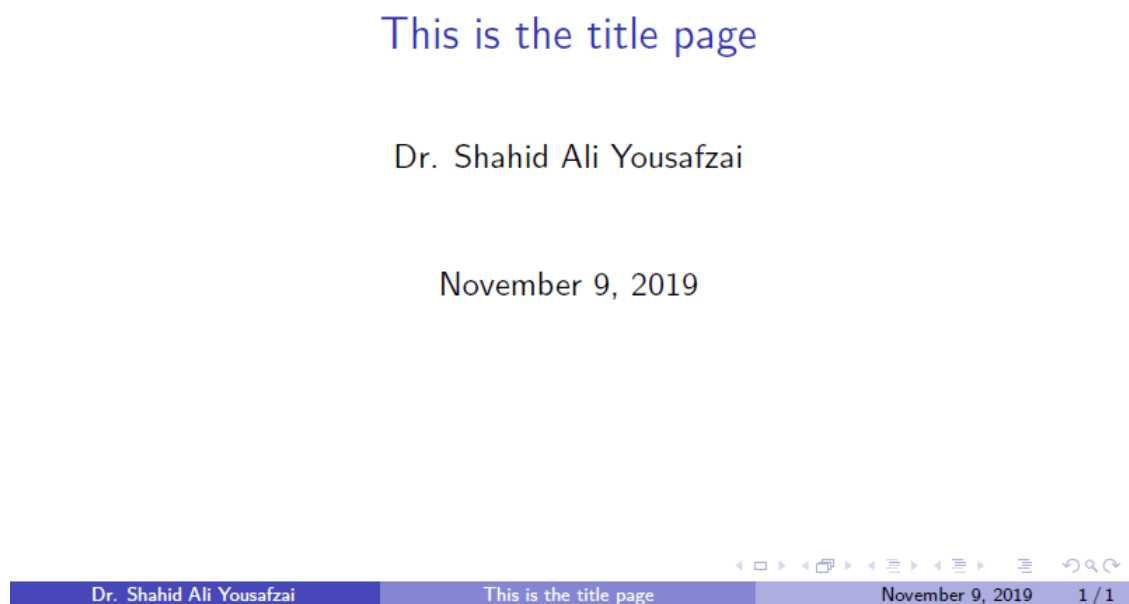 This is the title page
Dr. Shahid Ali Yousafzai
November 9, 2019
Dr. Shahid Ali Yousafzai This is the title page November 9, 2019 1 / 1